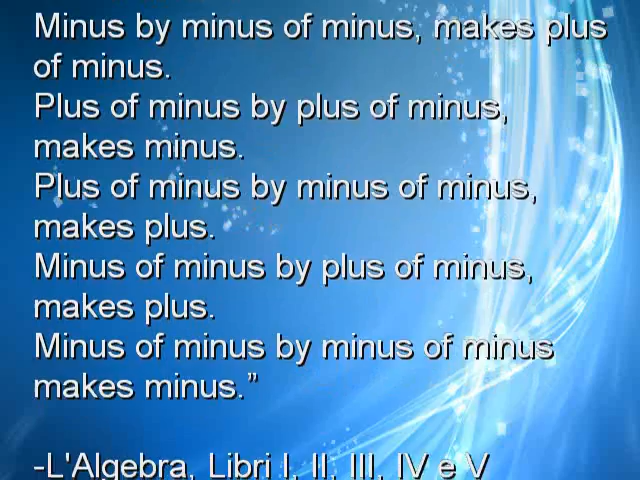 Minus by minus of minus, makes plus
of minus.
Plus of minus by plus of minus,
makes minus.
Plus of minus by minus of minus,
makes plus.
Minus of minus by plus of minus,
makes plus.
Minus of minus by minus of minus
makes minus.”

-L'Algebra, Libri I, II, III, IV e V